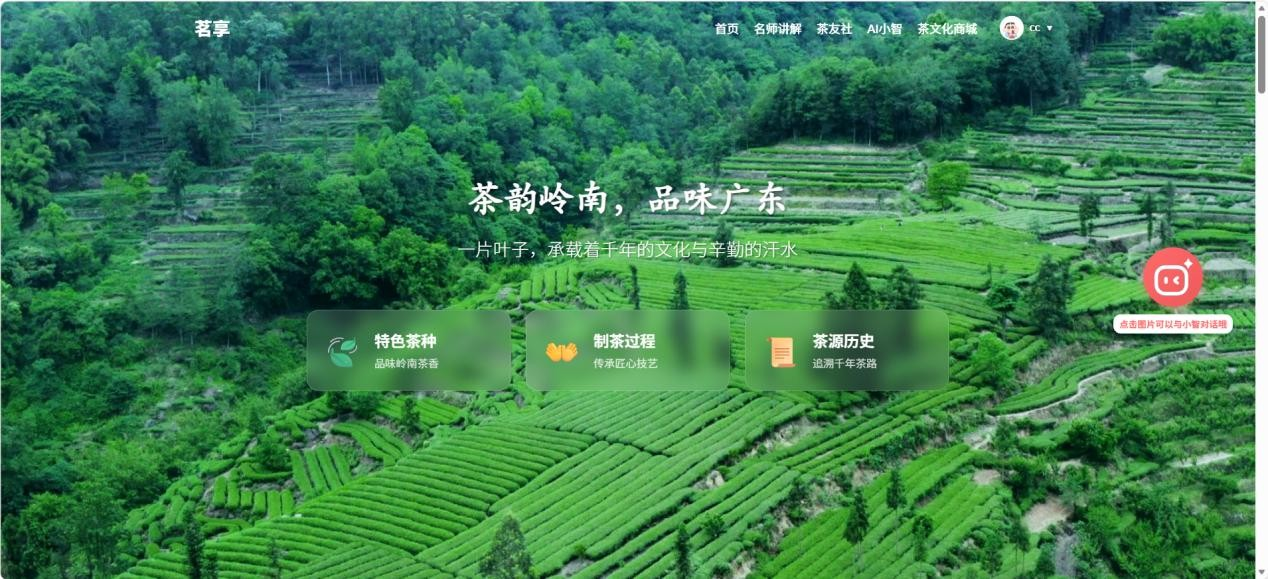 茗享
首页 名师讲解 茶友社 AI小智 茶文化商城 cc
茶韵岭南，品味广东
一片叶子，承载着千年的文化与辛勤的汗水
点击图片可以与小智对话哦
特色茶种
品味岭南茶香
制茶过程
传承匠心技艺
茶源历史
追溯千年茶路